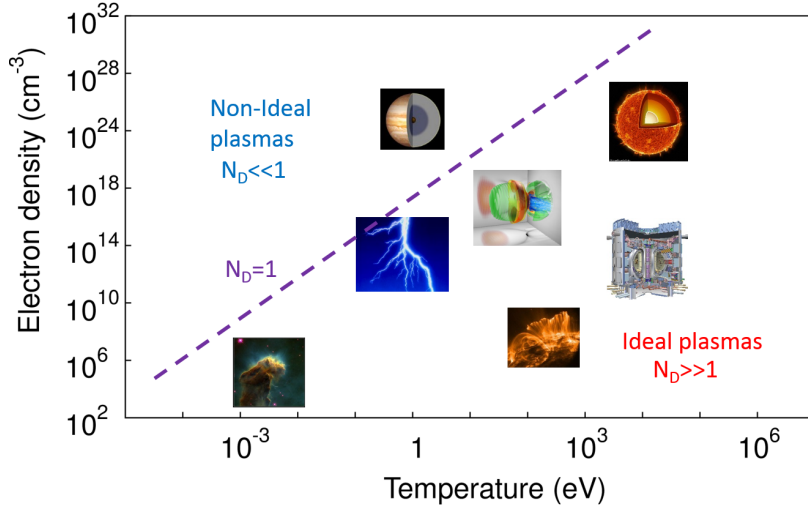 10^32
10^28
10^24
10^18
10^14
10^10
10^6
10^2
Electron density (cm^-3)
Non-Ideal
plasmas
N_D<<1
N_D=1
Ideal plasmas
N_D>>1
10^-3
1
10^3
10^6
Temperature (eV)